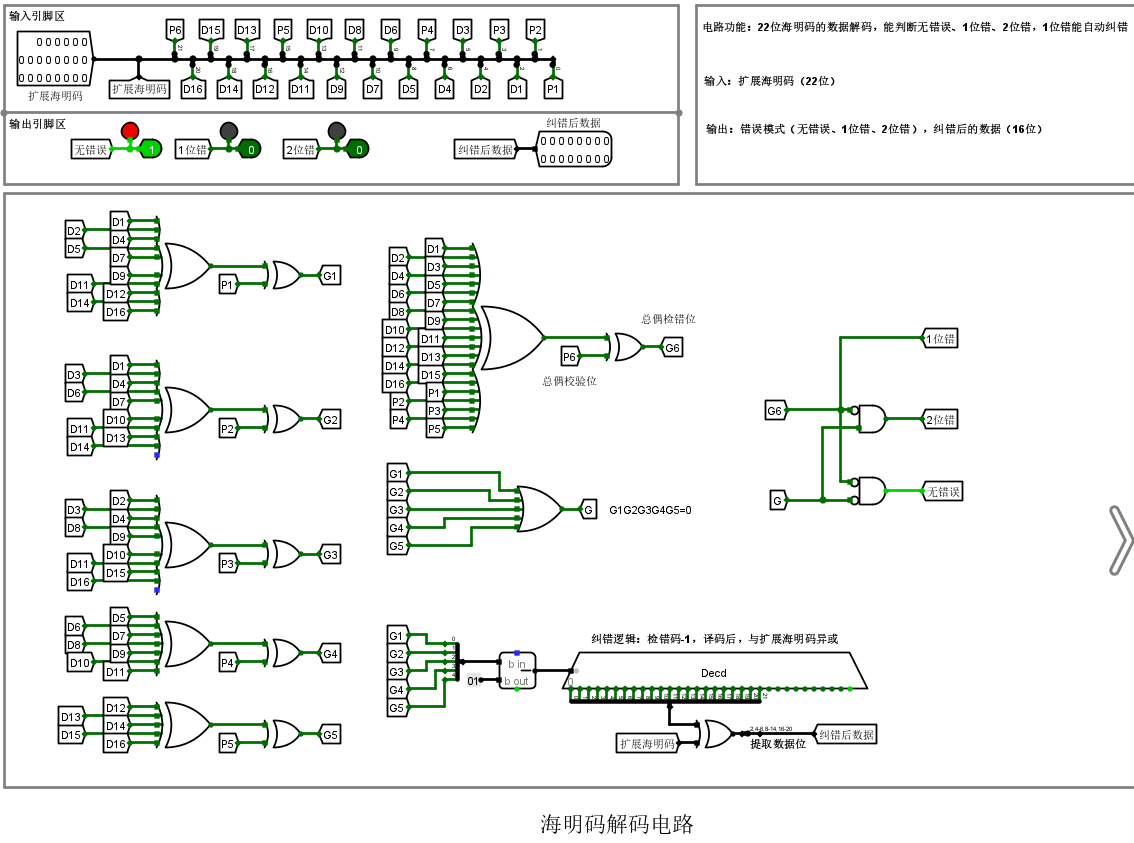 输入引脚区
P6 D15 D13 P5 D10 D8 D6 P4 D3 P3 P2
000000
00000000
00000000
扩展海明码
扩展海明码
D16 D14 D12 D11 D9 D7 D5 D4 D2 D1 P1
输出引脚区
无错误 1
1位错 0
2位错 0
纠错后数据
纠错后数据
00000000
00000000
电路功能：22位海明码的数据解码，能判断无错误、1位错、2位错，1位错能自动纠错
输入：扩展海明码（22位）
输出：错误模式（无错误、1位错、2位错），纠错后的数据（16位）
D1
D2
D4
D5
D7
D9
D11
D12
D14
D16
P1
G1
D1
D3
D4
D6
D7
D10
D11
D13
D14
P2
G2
D2
D3
D4
D8
D9
D10
D11
D15
D16
P3
G3
D5
D6
D7
D8
D9
D10
D11
P4
G4
D12
D13
D14
D15
D16
P5
G5
D1
D2
D3
D4
D5
D6
D7
D8
D9
D10
D11
D12
D13
D14
D15
D16
P1
P2
P3
P4
P5
P6
总偶校验位
总偶检错位
G6
G1
G2
G3
G4
G5
G
G1G2G3G4G5=0
G6
G
1位错
2位错
无错误
G1
G2
G3
G4
G5
01
b in
b out
纠错逻辑：检错码-1，译码后，与扩展海明码异或
Decd
扩展海明码
2,4-6,8-14,16-20
提取数据位
纠错后数据
海明码解码电路